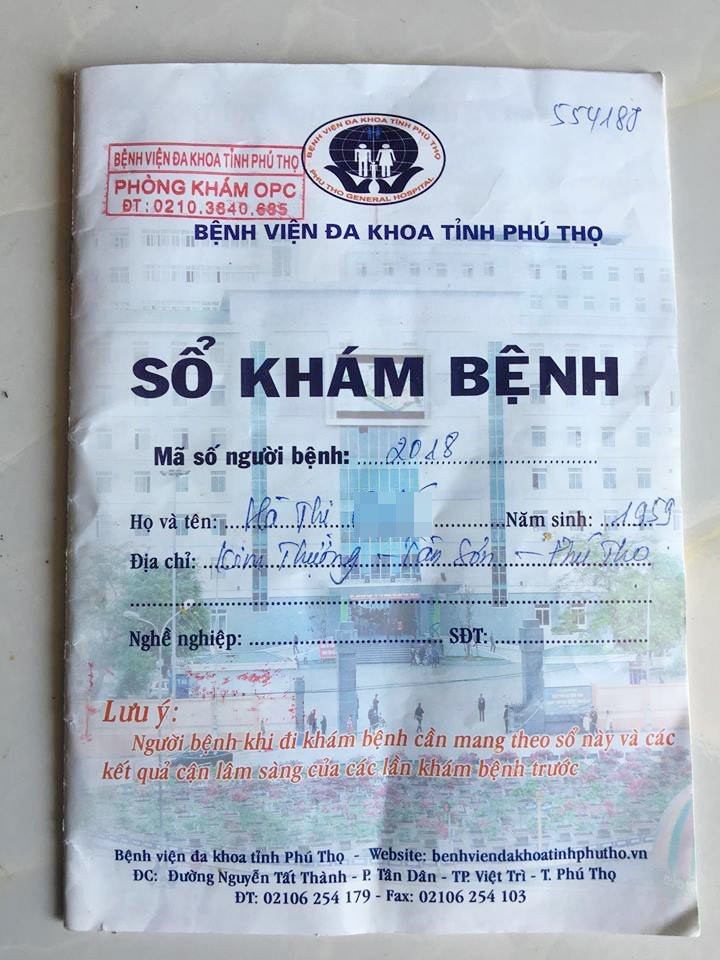 554189
BỆNH VIỆN ĐA KHOA TỈNH PHÚ THỌ
PHÒNG KHÁM OPC
ĐT: 0210.3840.685
BỆNH VIỆN ĐA KHOA TỈNH PHÚ THỌ
PHU THO GENERAL HOSPITAL
BỆNH VIỆN ĐA KHOA TỈNH PHÚ THỌ
SỔ KHÁM BỆNH
Mã số người bệnh: 2018
Họ và tên: Hà Thị Năm sinh: 1959
Địa chỉ: Kim Thượng - Tân Sơn - Phú Thọ
Nghề nghiệp: SĐT:
Lưu ý:
Người bệnh khi đi khám bệnh cần mang theo sổ này và các
kết quả cận lâm sàng của các lần khám bệnh trước
Bệnh viện đa khoa tỉnh Phú Thọ - Website: benhviendakhoatinhphutho.vn
ĐC: Đường Nguyễn Tất Thành - P. Tân Dân - TP. Việt Trì - T. Phú Thọ
ĐT: 02106 254 179 - Fax: 02106 254 103